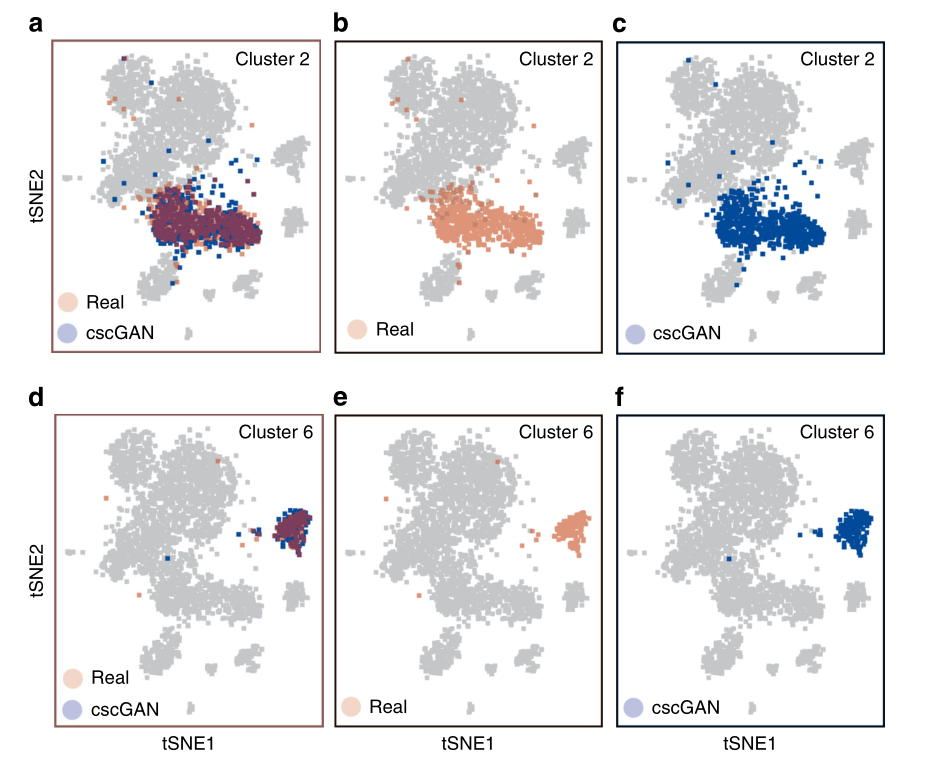 a
b
c
Cluster 2
Cluster 2
Cluster 2
tSNE2
Real
cscGAN
Real
cscGAN
d
e
f
Cluster 6
Cluster 6
Cluster 6
tSNE2
Real
cscGAN
Real
cscGAN
tSNE1
tSNE1
tSNE1